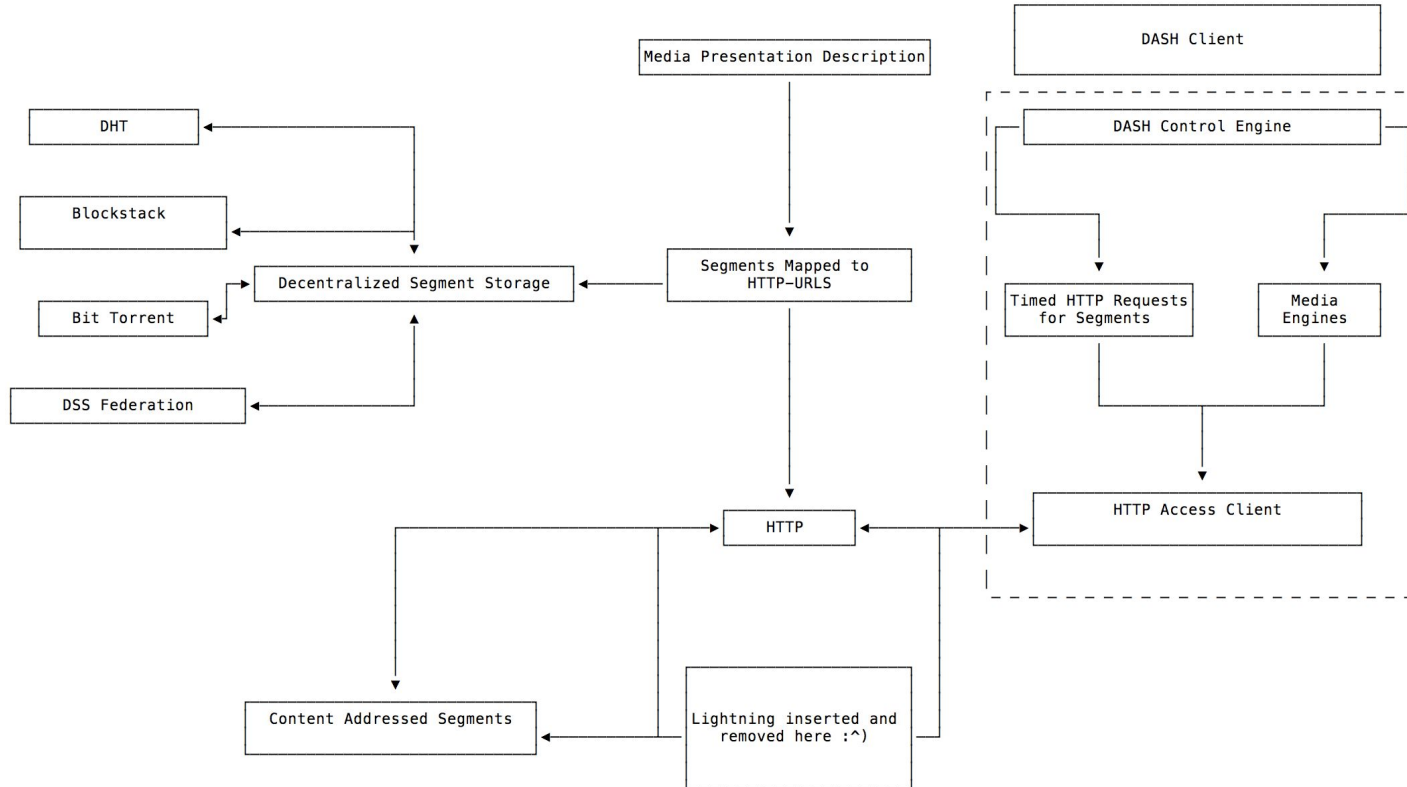 DASH Client
Media Presentation Description
DHT
DASH Control Engine
Blockstack
Segments Mapped to
HTTP-URLS
Decentralized Segment Storage
Bit Torrent
Timed HTTP Requests
for Segments
Media
Engines
DSS Federation
HTTP Access Client
HTTP
Content Addressed Segments
Lightning inserted and
removed here :^)